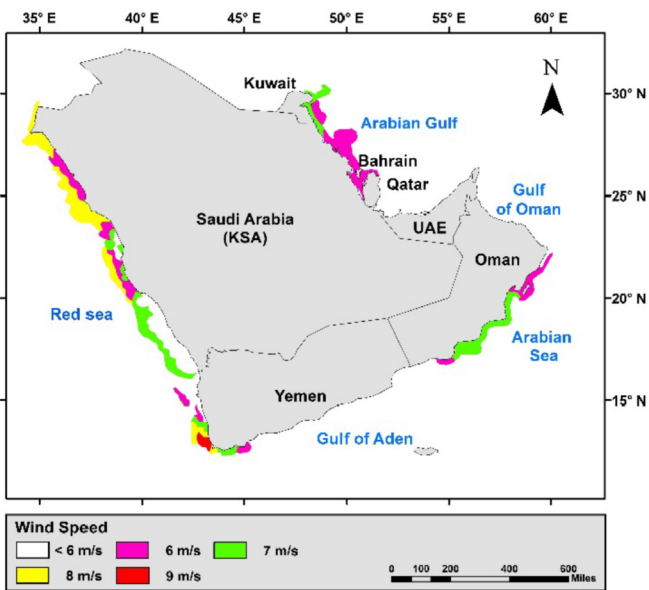 35° E 40° E 45° E 50° E 55° E 60° E
N
Kuwait
30° N
Arabian Gulf
Bahrain
Qatar
25° N
Gulf
of Oman
Saudi Arabia
(KSA)
UAE
Oman
Red sea
20° N
Arabian
Sea
Yemen
15° N
Gulf of Aden
Wind Speed
< 6 m/s 6 m/s 7 m/s
8 m/s 9 m/s
0 100 200 400 600
Miles